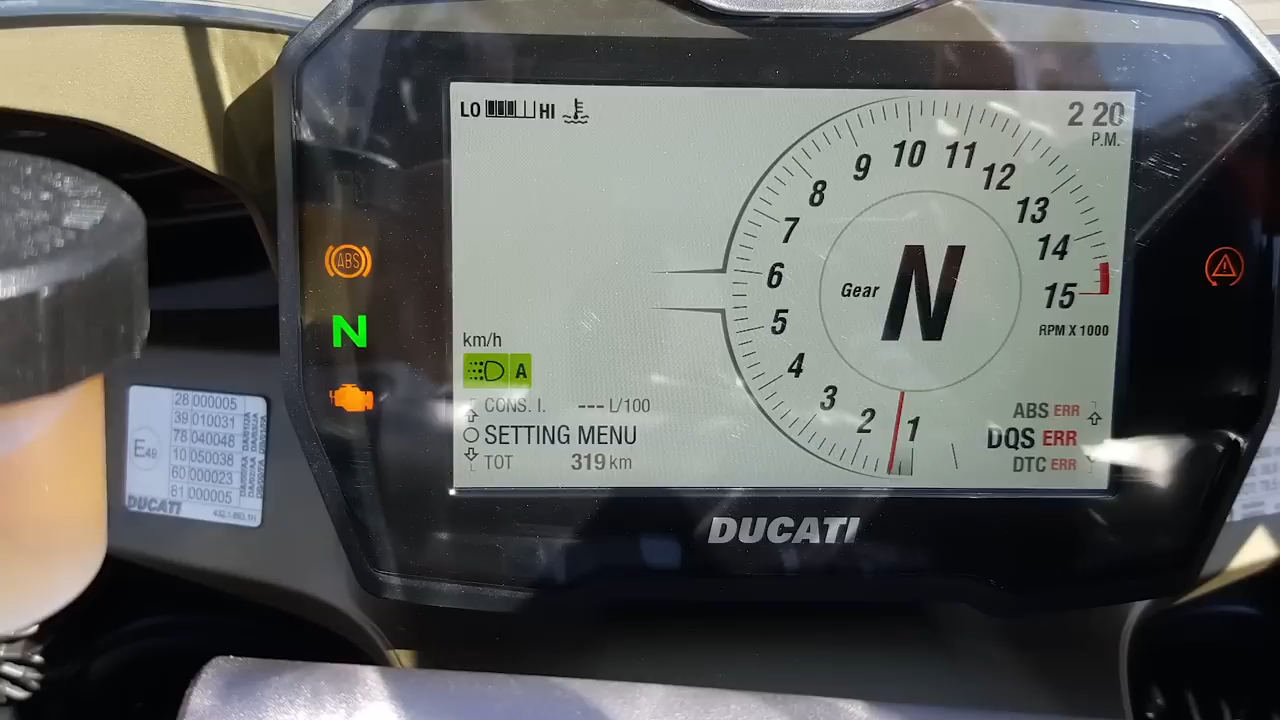 LO HI
2 20
P.M.
10
11
9
12
8
13
7
14
6
15
5
4
3
2
1
RPM X 1000
Gear
N
ABS
N
km/h
A
CONS. I. --- L/100
SETTING MENU
TOT 319 km
ABS ERR
DQS ERR
DTC ERR
DUCATI
28 000005
39 010031
78 040048
10 050038
60 000023
81 000005
E49
DUCATI